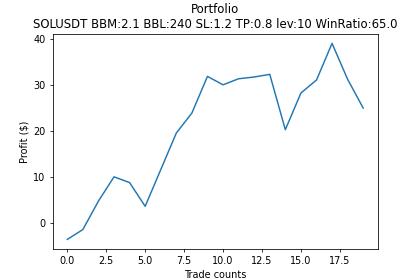 Portfolio
SOLUSDT BBM:2.1 BBL:240 SL:1.2 TP:0.8 lev:10 WinRatio:65.0
40
30
20
10
0
Profit ($)
0.0 2.5 5.0 7.5 10.0 12.5 15.0 17.5
Trade counts